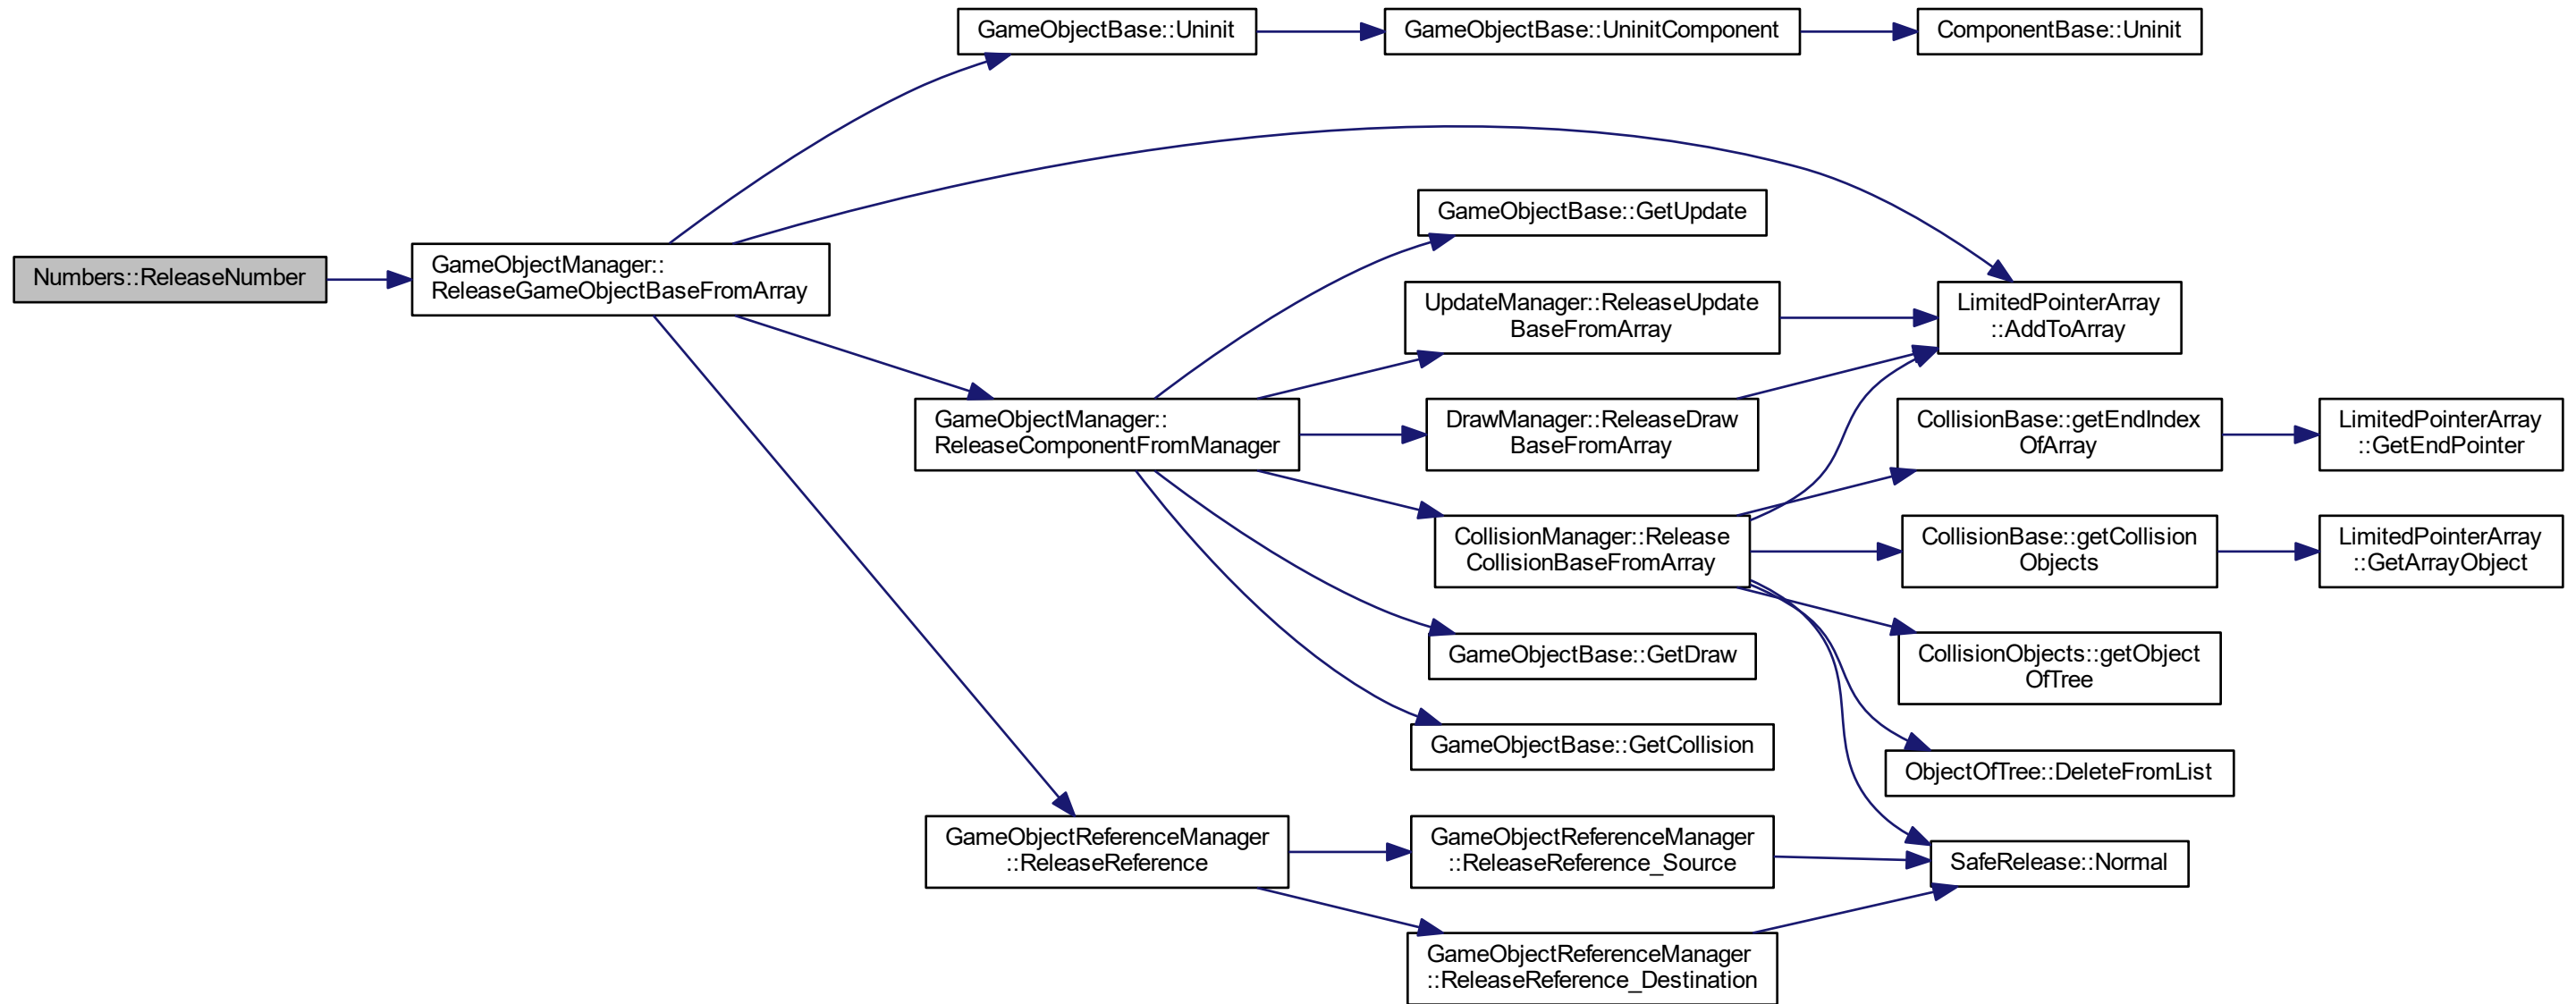 GameObjectBase::Uninit
GameObjectBase::UninitComponent
ComponentBase::Uninit
GameObjectBase::GetUpdate
Numbers::ReleaseNumber
GameObjectManager::
ReleaseGameObjectBaseFromArray
UpdateManager::ReleaseUpdate
BaseFromArray
LimitedPointerArray
::AddToArray
GameObjectManager::
ReleaseComponentFromManager
DrawManager::ReleaseDraw
BaseFromArray
CollisionBase::getEndIndex
OfArray
LimitedPointerArray
::GetEndPointer
CollisionManager::Release
CollisionBaseFromArray
CollisionBase::getCollision
Objects
LimitedPointerArray
::GetArrayObject
GameObjectBase::GetDraw
CollisionObjects::getObject
OfTree
GameObjectBase::GetCollision
ObjectOfTree::DeleteFromList
GameObjectReferenceManager
::ReleaseReference
GameObjectReferenceManager
::ReleaseReference_Source
SafeRelease::Normal
GameObjectReferenceManager
::ReleaseReference_Destination